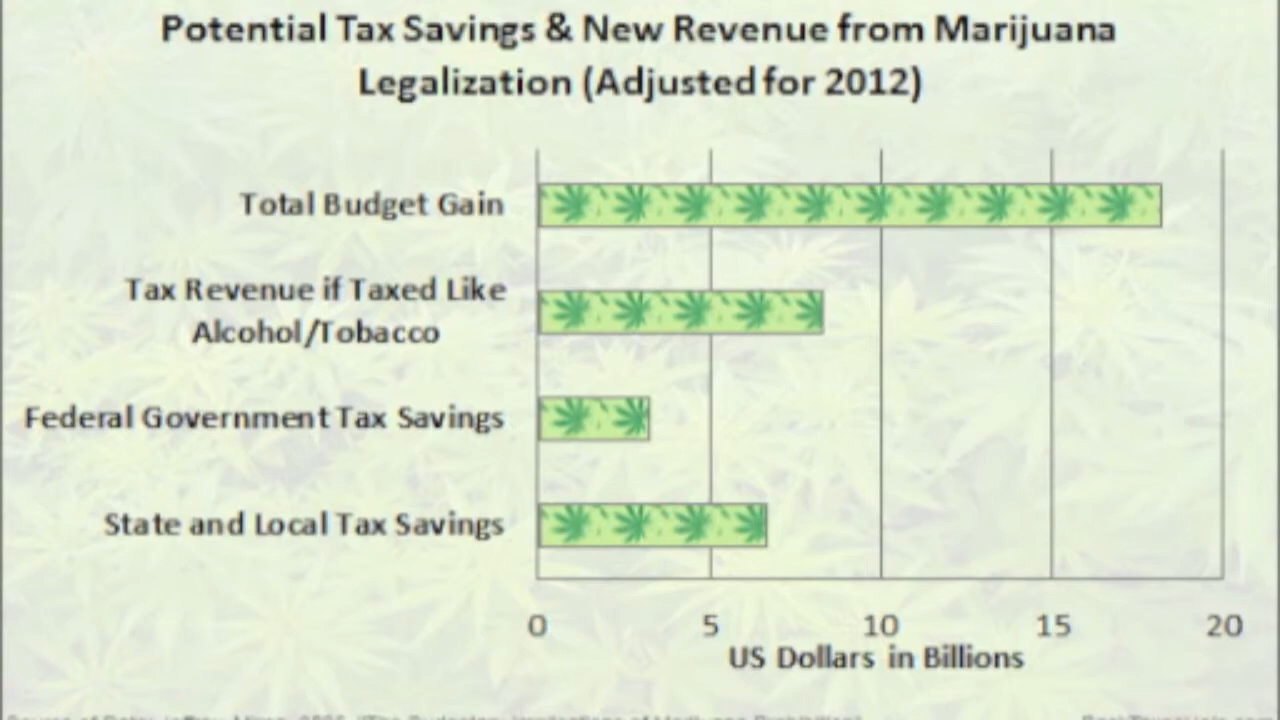 Potential Tax Savings & New Revenue from Marijuana
Legalization (Adjusted for 2012)
Total Budget Gain
Tax Revenue if Taxed Like
Alcohol/Tobacco
Federal Government Tax Savings
State and Local Tax Savings
0 5 10 15 20
US Dollars in Billions